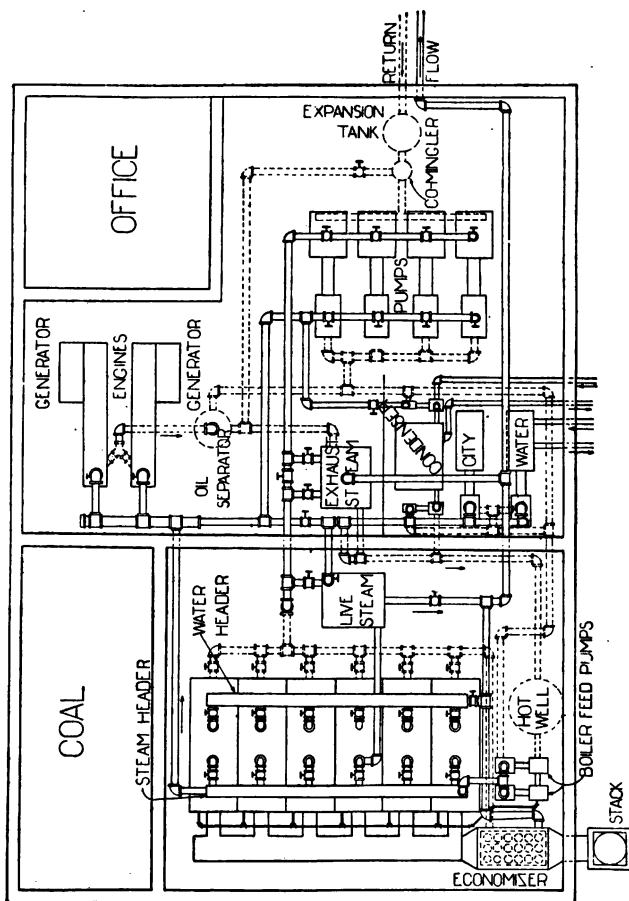 RETURN
FLOW
EXPANSION
TANK
CO-MINGLER
OFFICE
GENERATOR
ENGINES
GENERATOR
PUMPS
OIL
SEPARATOR
EXHAUST
STEAM
CONDENSER
CITY
WATER
COAL
STEAM HEADER
WATER
HEADER
LIVE
STEAM
HOT
WELL
BOILER FEED PUMPS
ECONOMIZER
STACK